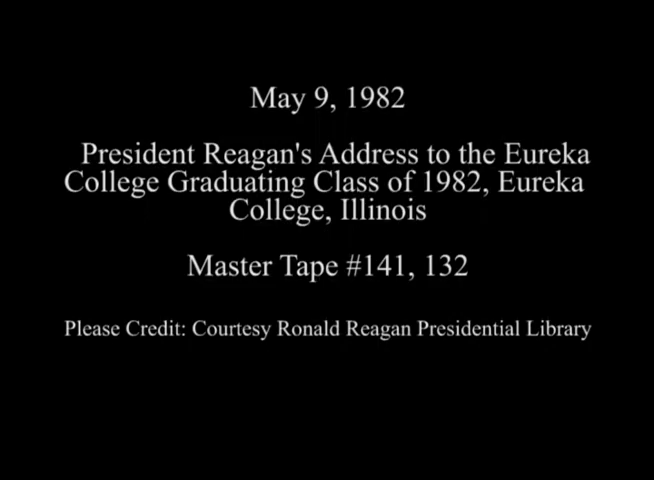 May 9, 1982
President Reagan's Address to the Eureka
College Graduating Class of 1982, Eureka
College, Illinois
Master Tape #141, 132
Please Credit: Courtesy Ronald Reagan Presidential Library